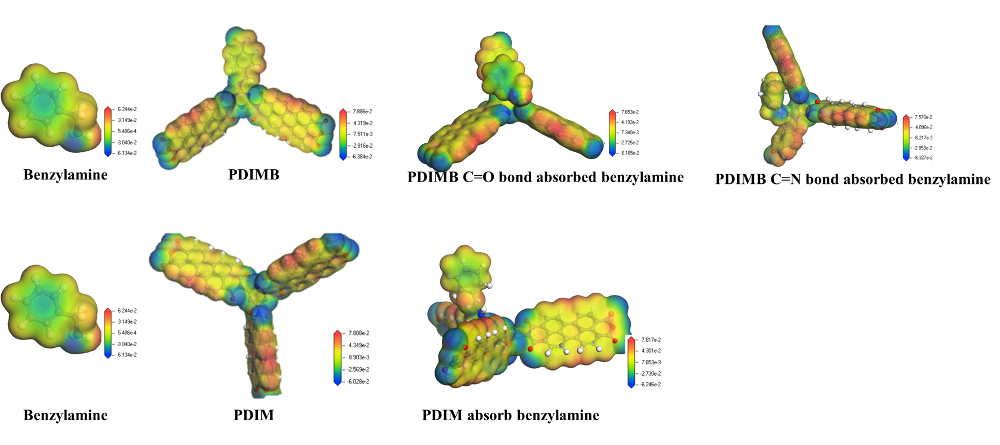 6.244e-2
3.149e-2
5.486e-4
-3.040e-2
-6.134e-2
Benzylamine
7.886e-2
4.319e-2
7.511e-3
-2.816e-2
-6.384e-2
PDIMB
7.653e-2
4.193e-2
7.340e-3
-2.725e-2
-6.185e-2
PDIMB C=O bond absorbed benzylamine
7.570e-2
4.096e-2
6.217e-3
-2.853e-2
-6.327e-2
PDIMB C=N bond absorbed benzylamine
6.244e-2
3.149e-2
5.486e-4
-3.040e-2
-6.134e-2
Benzylamine
7.808e-2
4.349e-2
8.903e-3
-2.569e-2
-6.028e-2
PDIM
7.817e-2
4.301e-2
7.853e-3
-2.730e-2
-6.246e-2
PDIM absorb benzylamine